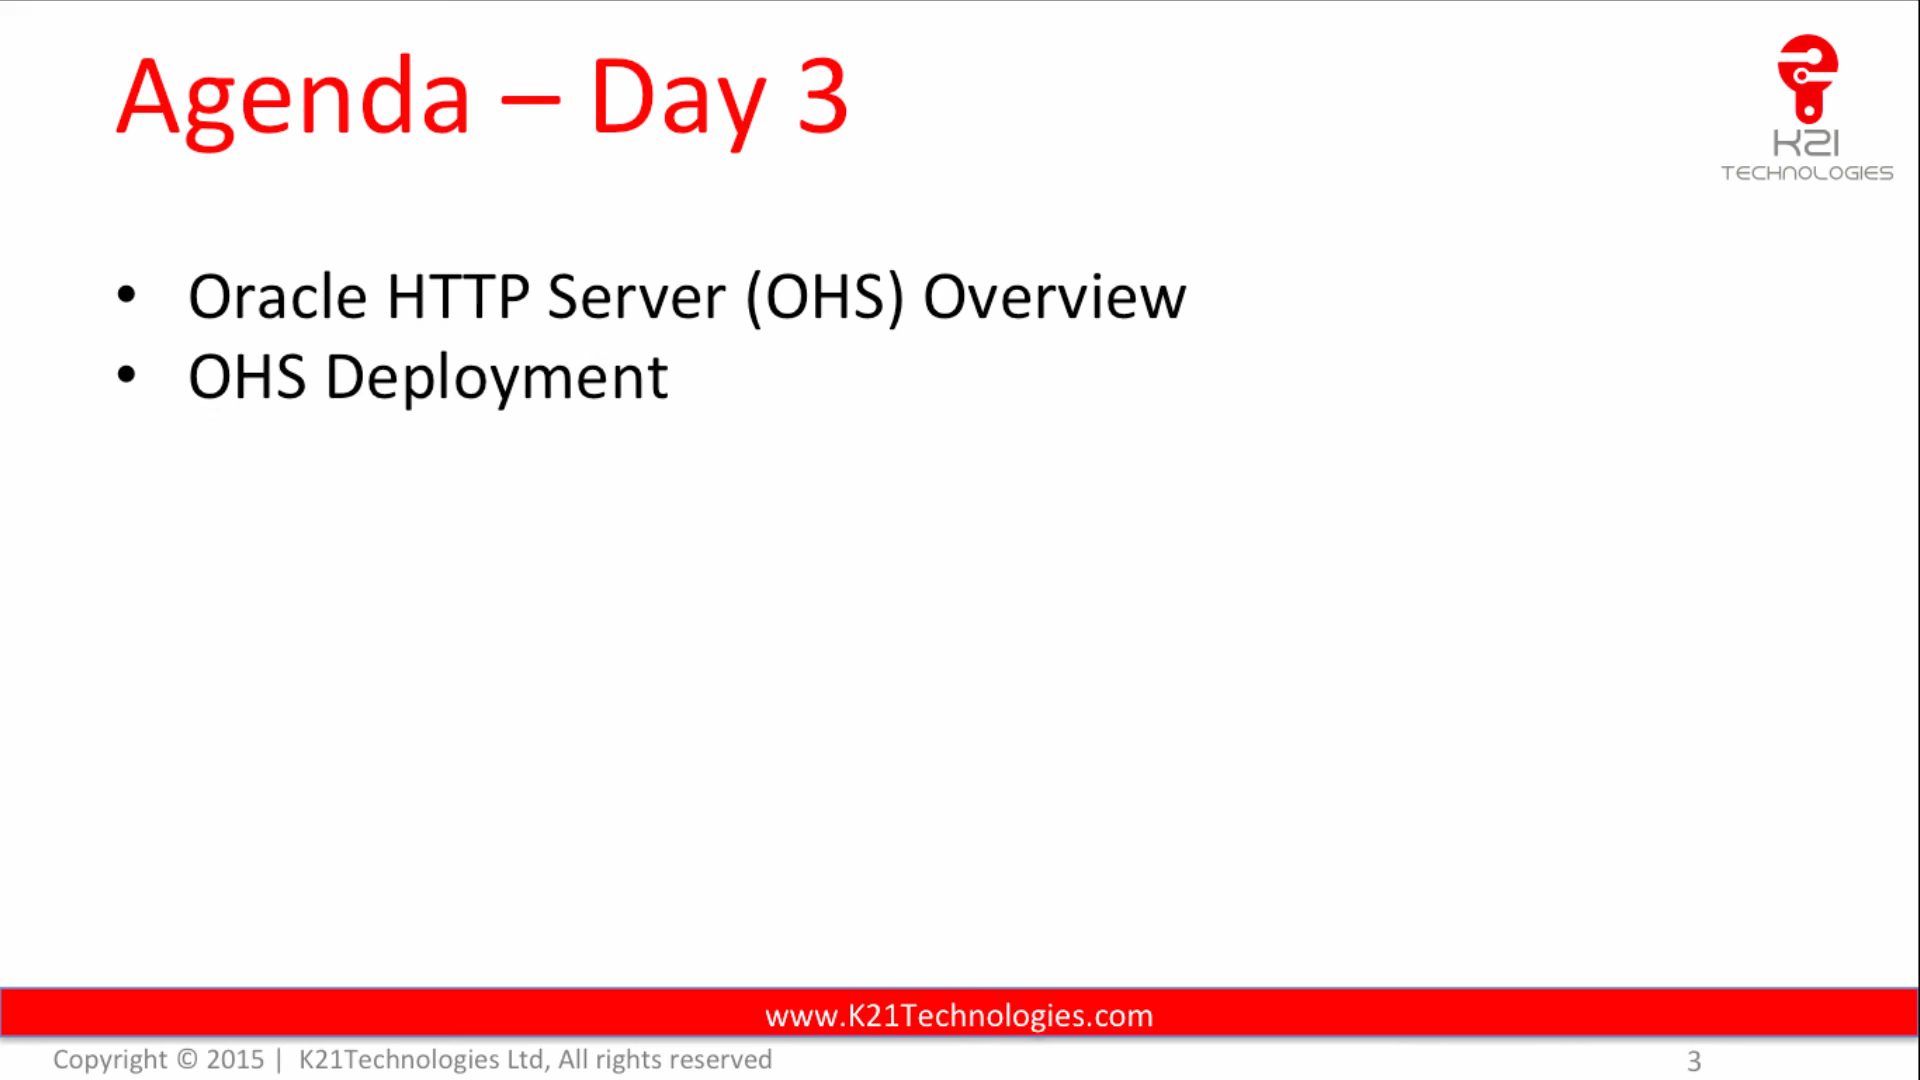 Agenda – Day 3
K21
TECHNOLOGIES
• Oracle HTTP Server (OHS) Overview
• OHS Deployment
www.K21Technologies.com
Copyright © 2015 | K21Technologies Ltd, All rights reserved
3